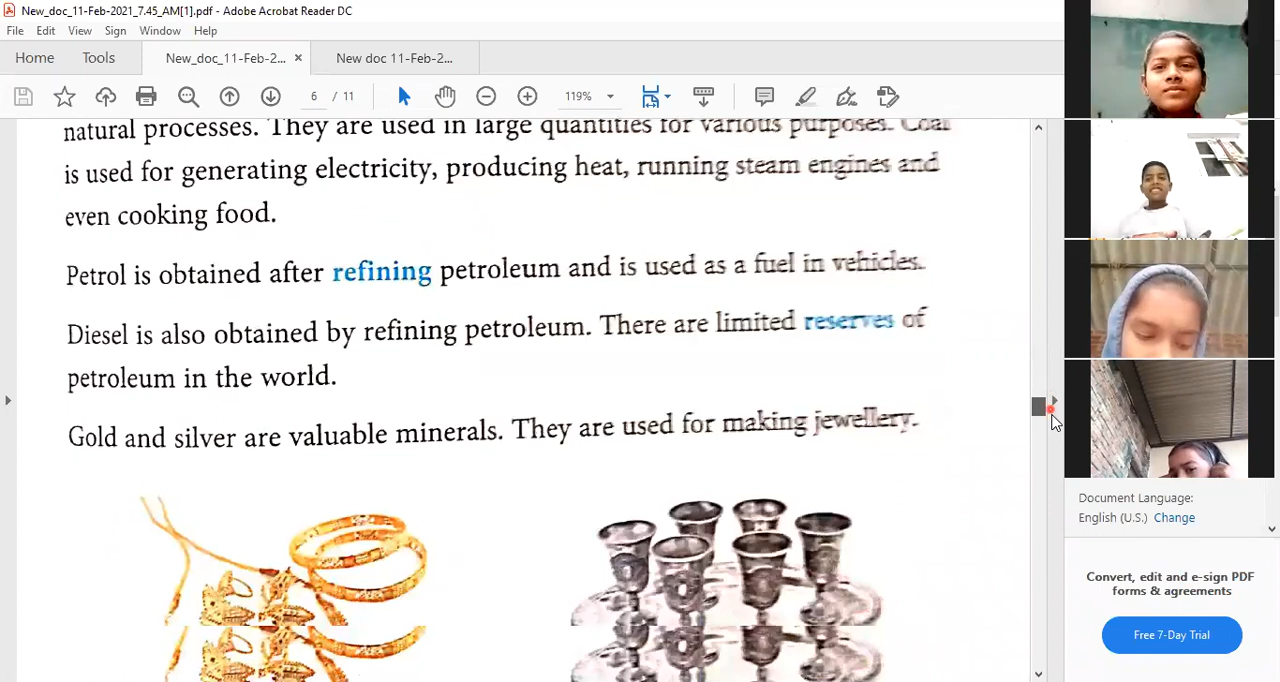 New_doc_11-Feb-2021_7.45_AM[1].pdf - Adobe Acrobat Reader DC
File Edit View Sign Window Help
Home Tools New_doc_11-Feb-2... × New doc 11-Feb-2...
6 / 11 119%
natural processes. They are used in large quantities for various purposes. Coal
is used for generating electricity, producing heat, running steam engines and
even cooking food.
Petrol is obtained after refining petroleum and is used as a fuel in vehicles.
Diesel is also obtained by refining petroleum. There are limited reserves of
petroleum in the world.
Gold and silver are valuable minerals. They are used for making jewellery.
Document Language:
English (U.S.) Change
Convert, edit and e-sign PDF
forms & agreements
Free 7-Day Trial